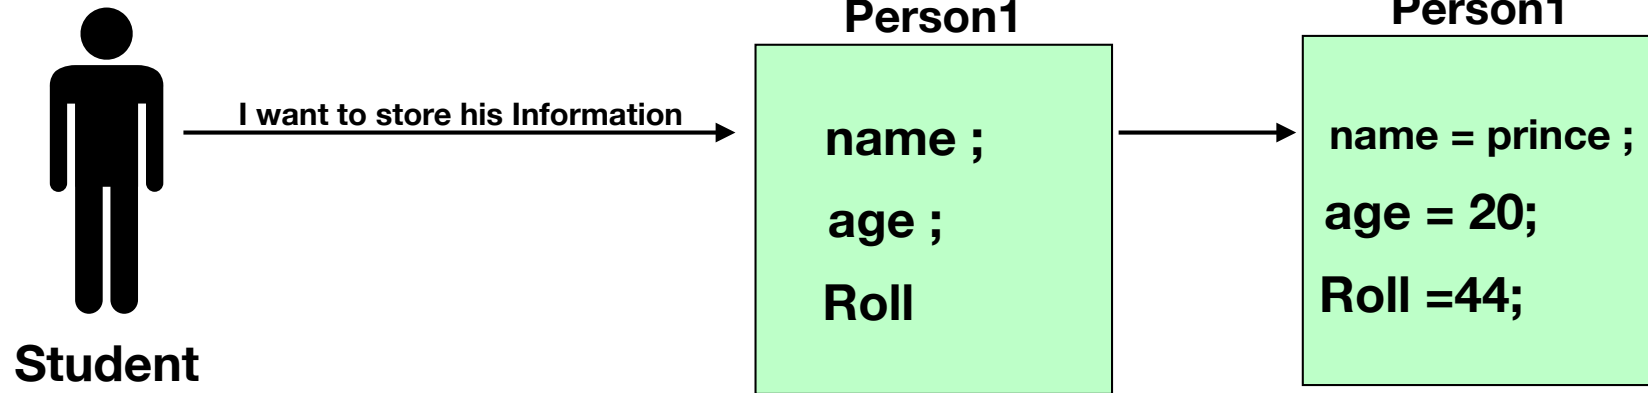 Student
I want to store his Information
Person1
name ;
age ;
Roll
Person1
name = prince ;
age = 20;
Roll =44;